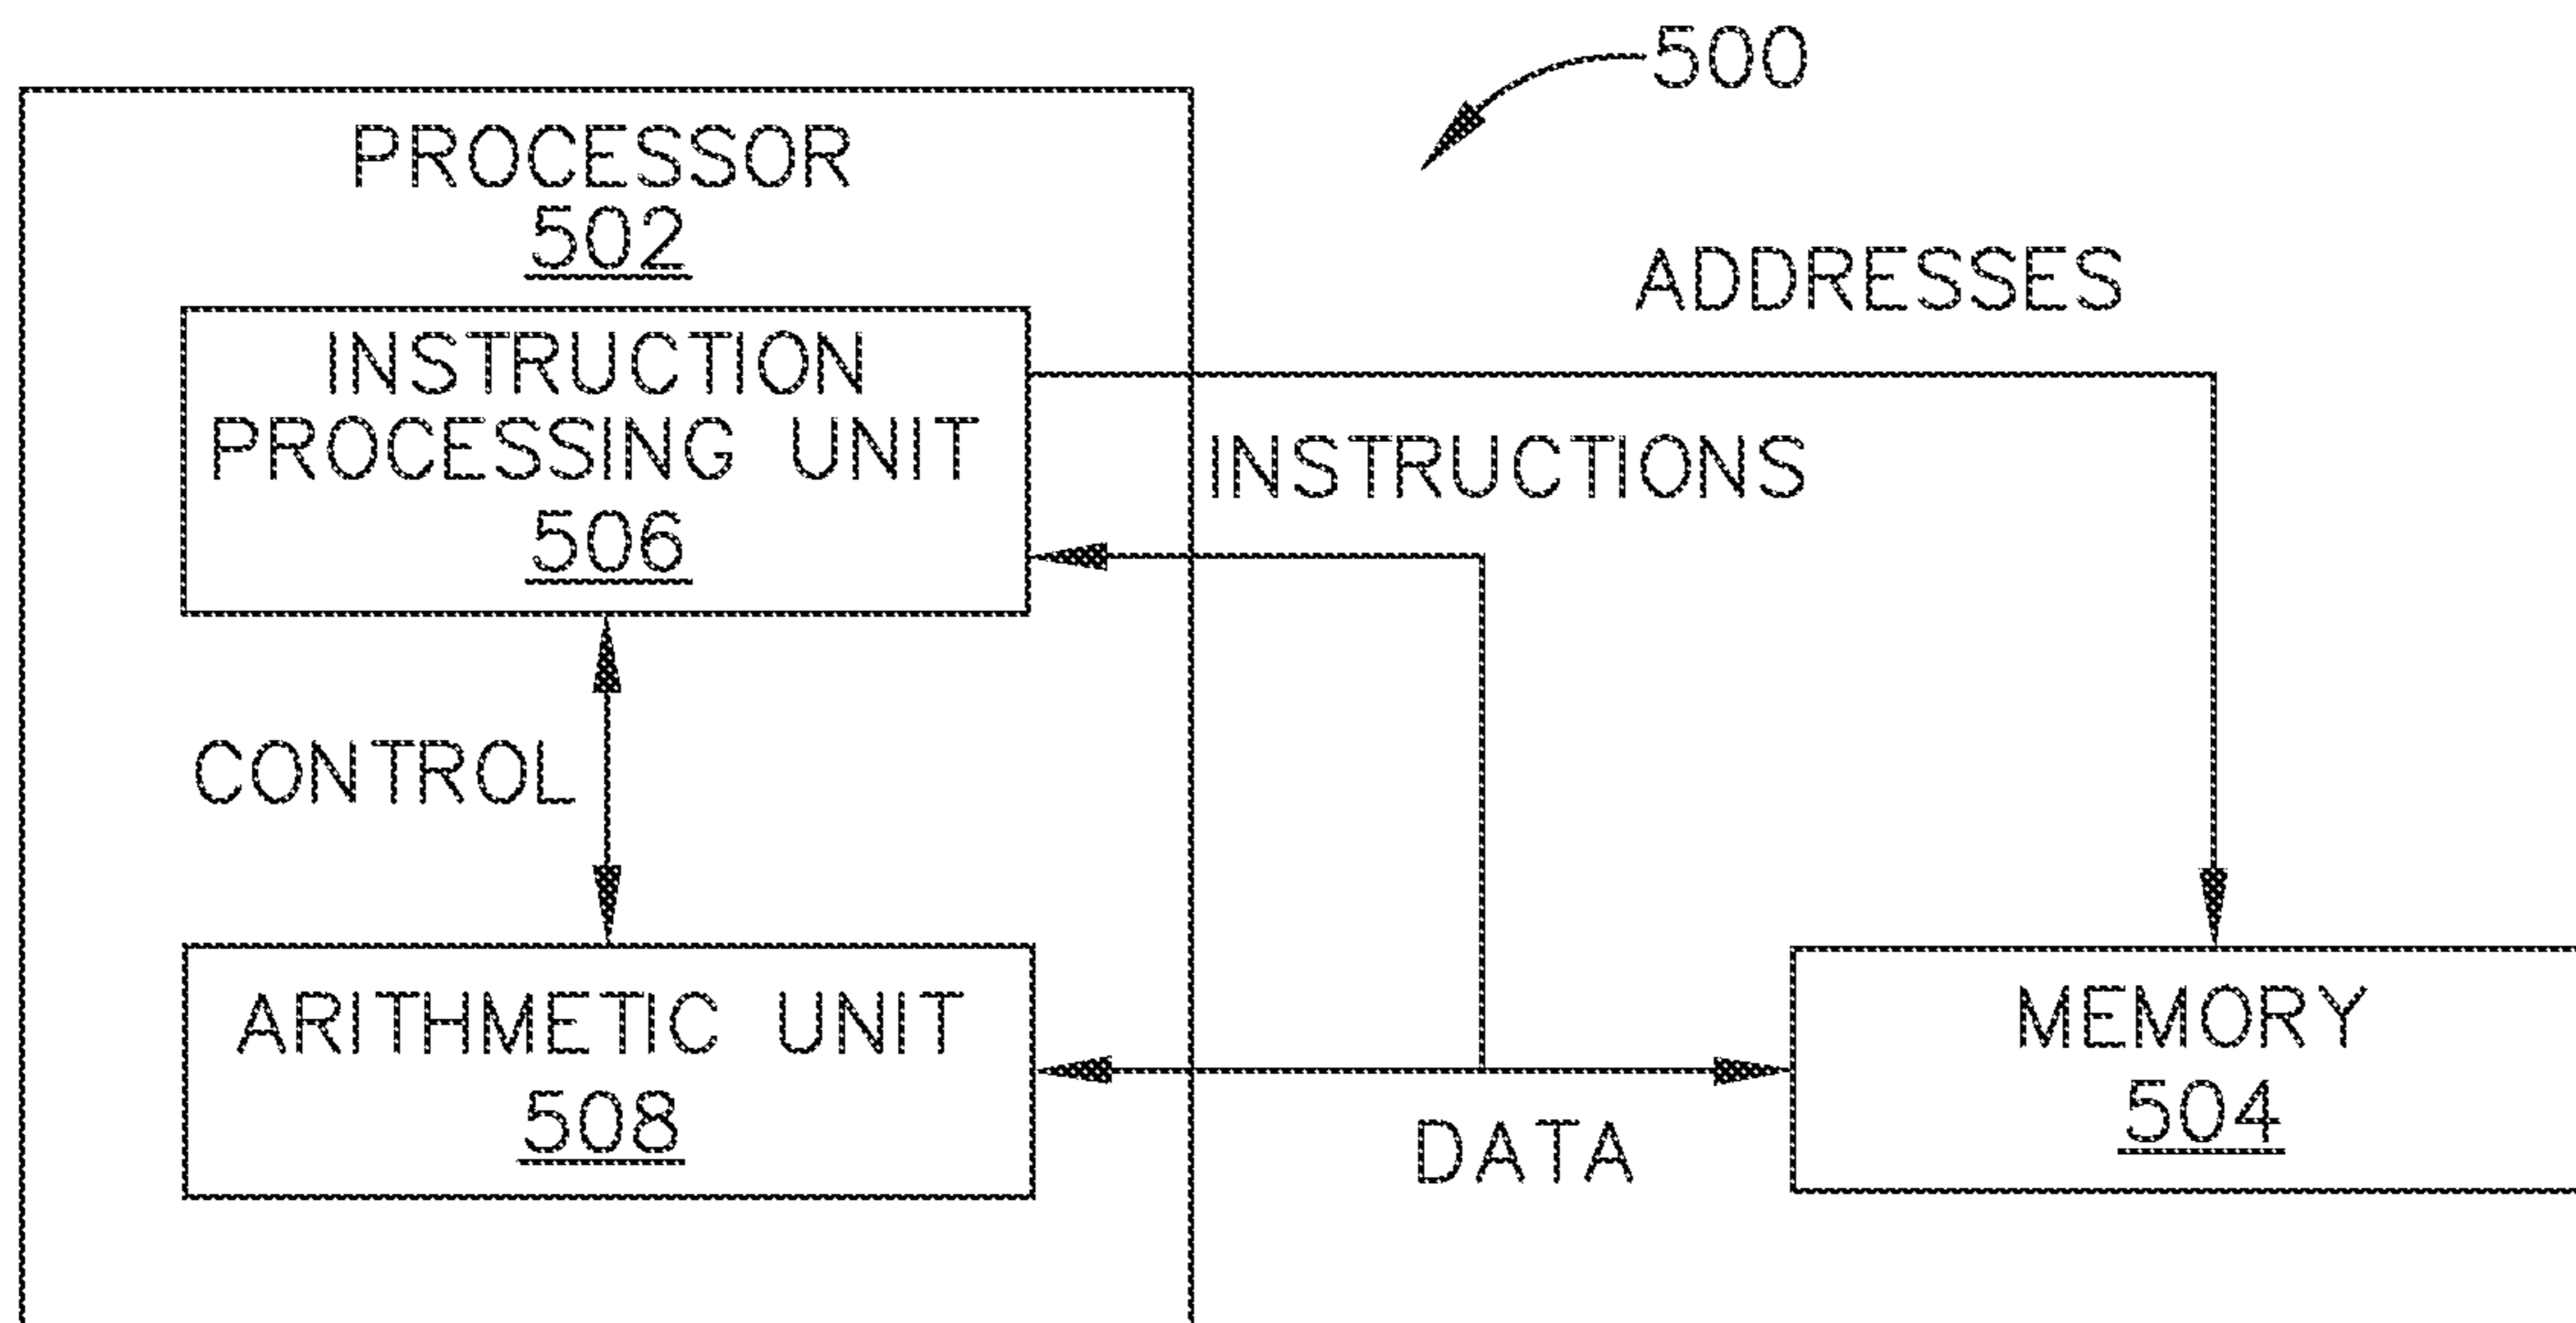 500
PROCESSOR
502
ADDRESSES
INSTRUCTION
PROCESSING UNIT
506
INSTRUCTIONS
CONTROL
ARITHMETIC UNIT
508
DATA
MEMORY
504